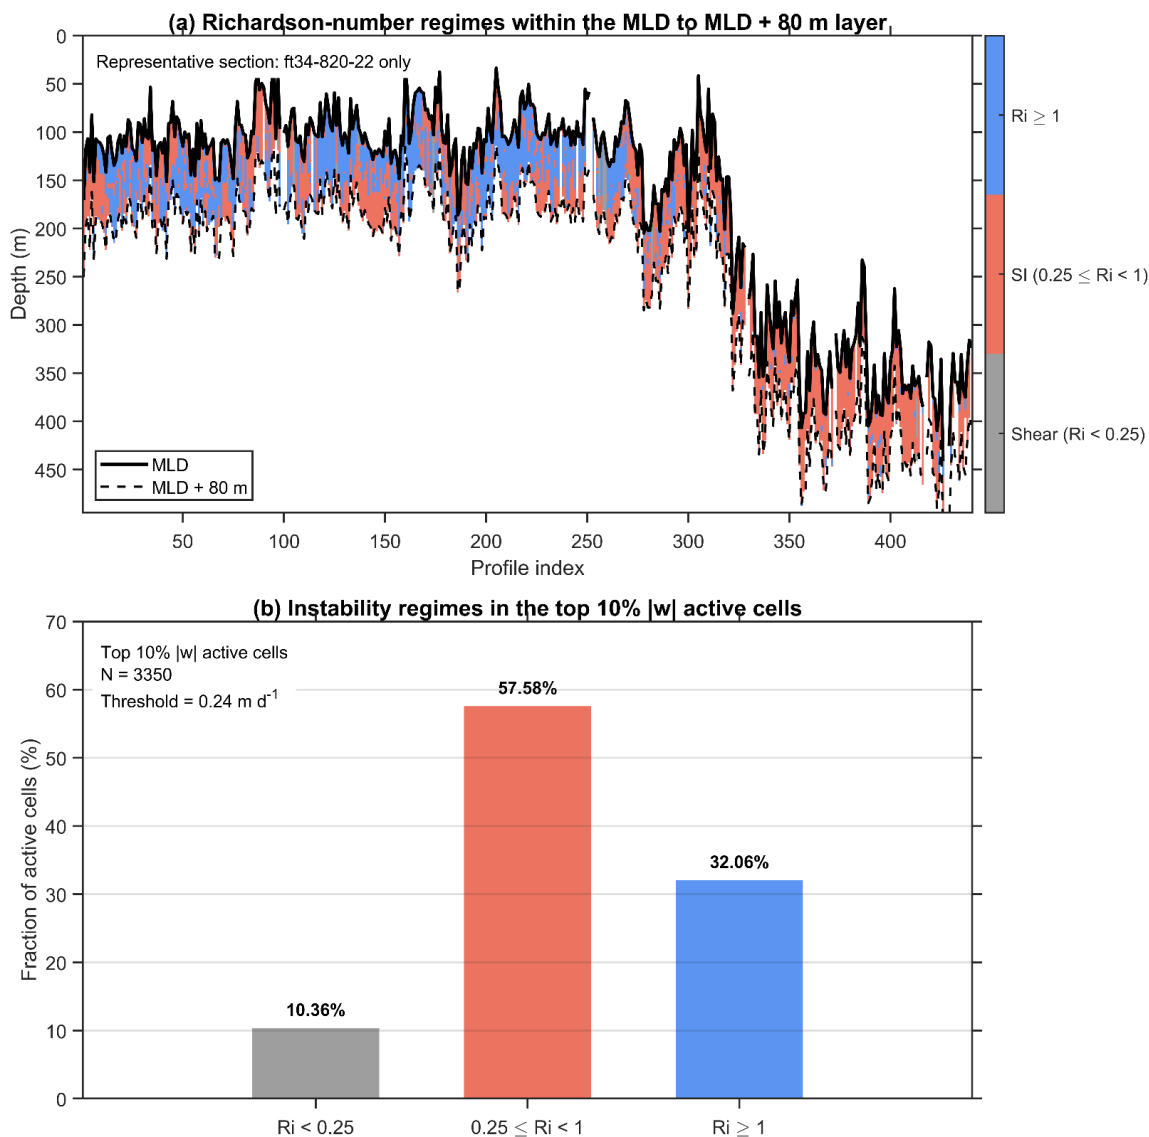 (a) Richardson-number regimes within the MLD to MLD + 80 m layer
Representative section: ft34-820-22 only
0
50
100
150
200
250
300
350
400
450
Depth (m)
MLD
MLD + 80 m
50
100
150
200
250
300
350
400
Profile index
Ri ≥ 1
SI (0.25 ≤ Ri < 1)
Shear (Ri < 0.25)
(b) Instability regimes in the top 10% |w| active cells
Top 10% |w| active cells
N = 3350
Threshold = 0.24 m d⁻¹
70
60
50
40
30
20
10
0
Fraction of active cells (%)
10.36%
57.58%
32.06%
Ri < 0.25
0.25 ≤ Ri < 1
Ri ≥ 1